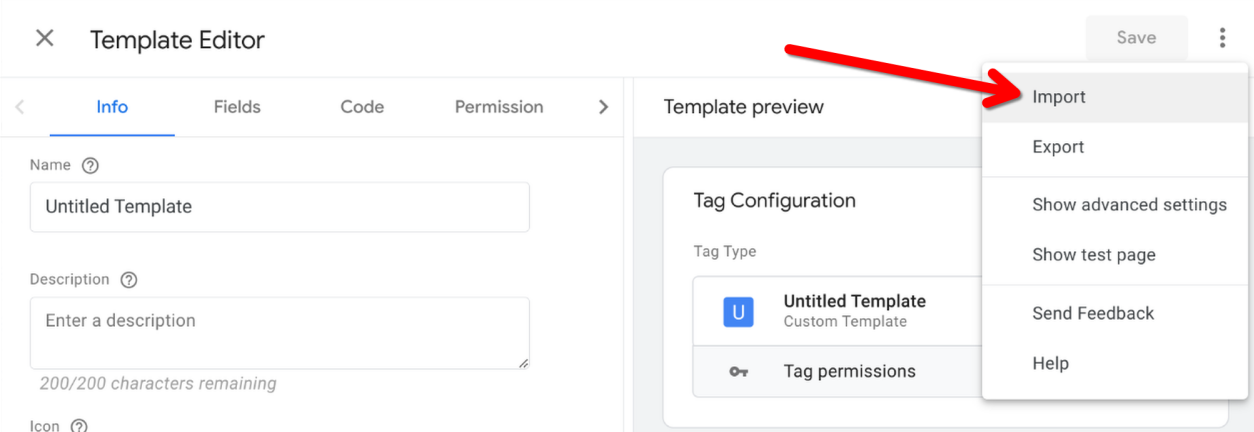 Template Editor
Save
Info
Fields
Code
Permission
Template preview
Import
Export
Show advanced settings
Show test page
Send Feedback
Help
Name
Untitled Template
Description
Enter a description
200/200 characters remaining
Icon
Tag Configuration
Tag Type
U
Untitled Template
Custom Template
Tag permissions